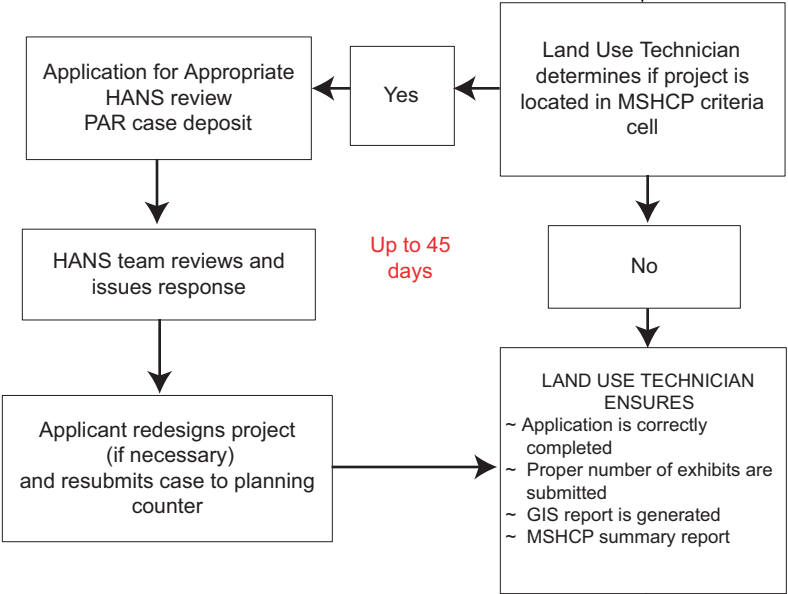 Land Use Technician
determines if project is
located in MSHCP criteria
cell
Yes
Application for Appropriate
HANS review
PAR case deposit
HANS team reviews and
issues response
Up to 45
days
No
Applicant redesigns project
(if necessary)
and resubmits case to planning
counter
LAND USE TECHNICIAN
ENSURES
~ Application is correctly
completed
~ Proper number of exhibits are
submitted
~ GIS report is generated
~ MSHCP summary report